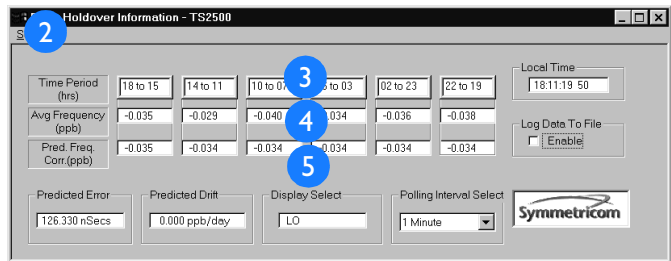 2 Holdover Information - TS2500
S
Local Time
18:11:19 50
Time Period (hrs) 18 to 15 14 to 11 10 to 07 3 to 03 02 to 23 22 to 19
Avg Frequency (ppb) -0.035 -0.029 -0.040 4 .034 -0.036 -0.038
Log Data To File
Enable
Pred. Freq. Corr.(ppb) -0.035 -0.034 -0.034 5 -0.034 -0.034 -0.034
Predicted Error
126.330 nSecs
Predicted Drift
0.000 ppb/day
Display Select
LO
Polling Interval Select
1 Minute
Symmetricom